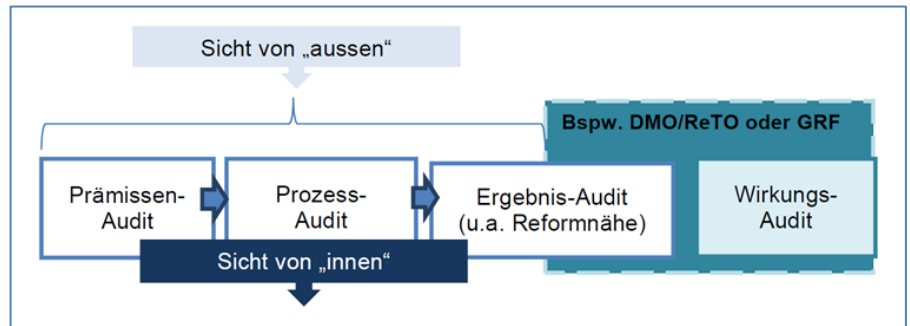 Sicht von „aussen“
Bspw. DMO/ReTO oder GRF
Prämissen-
Audit
Prozess-
Audit
Ergebnis-Audit
(u.a. Reformnähe)
Wirkungs-
Audit
Sicht von „innen“